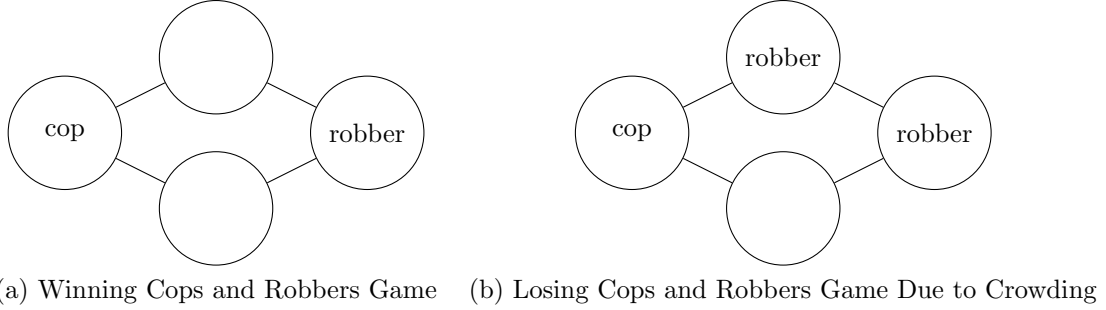 robber
cop
robber
cop
robber
(a) Winning Cops and Robbers Game
(b) Losing Cops and Robbers Game Due to Crowding